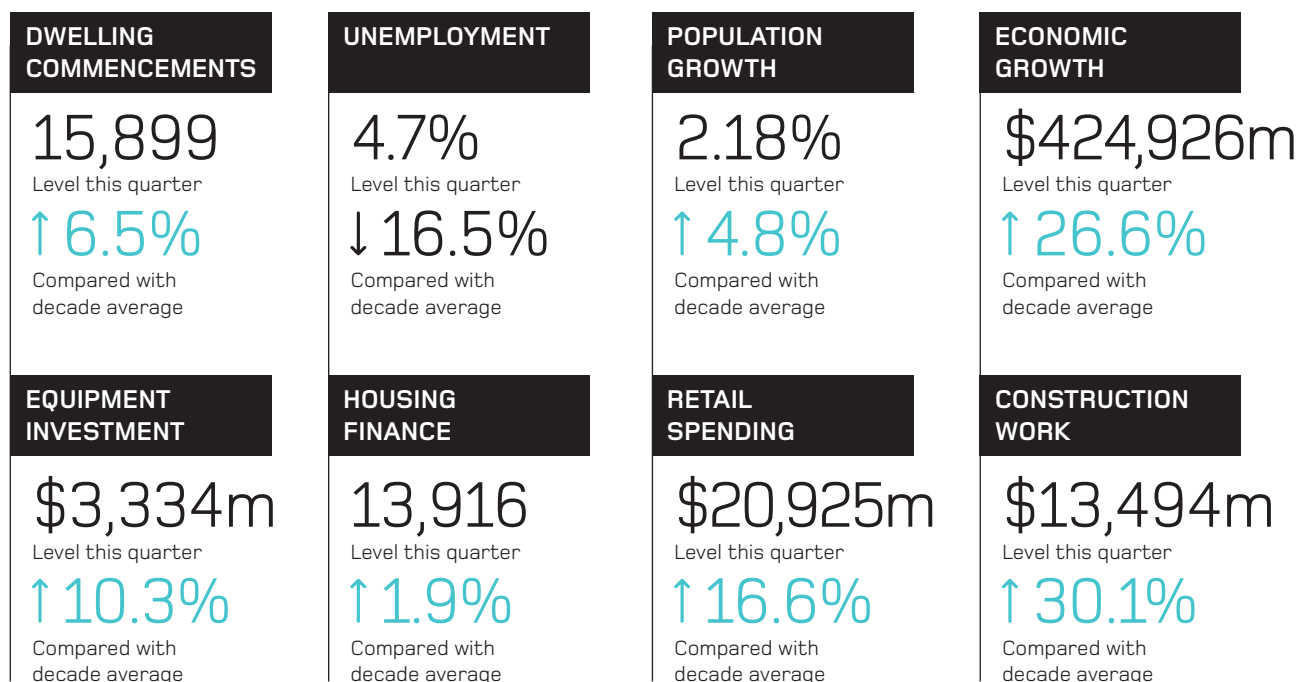 DWELLING
COMMENCEMENTS
15,899
Level this quarter
↑ 6.5%
Compared with
decade average
UNEMPLOYMENT
4.7%
Level this quarter
↓ 16.5%
Compared with
decade average
POPULATION
GROWTH
2.18%
Level this quarter
↑ 4.8%
Compared with
decade average
ECONOMIC
GROWTH
$424,926m
Level this quarter
↑ 26.6%
Compared with
decade average
EQUIPMENT
INVESTMENT
$3,334m
Level this quarter
↑ 10.3%
Compared with
decade average
HOUSING
FINANCE
13,916
Level this quarter
↑ 1.9%
Compared with
decade average
RETAIL
SPENDING
$20,925m
Level this quarter
↑ 16.6%
Compared with
decade average
CONSTRUCTION
WORK
$13,494m
Level this quarter
↑ 30.1%
Compared with
decade average